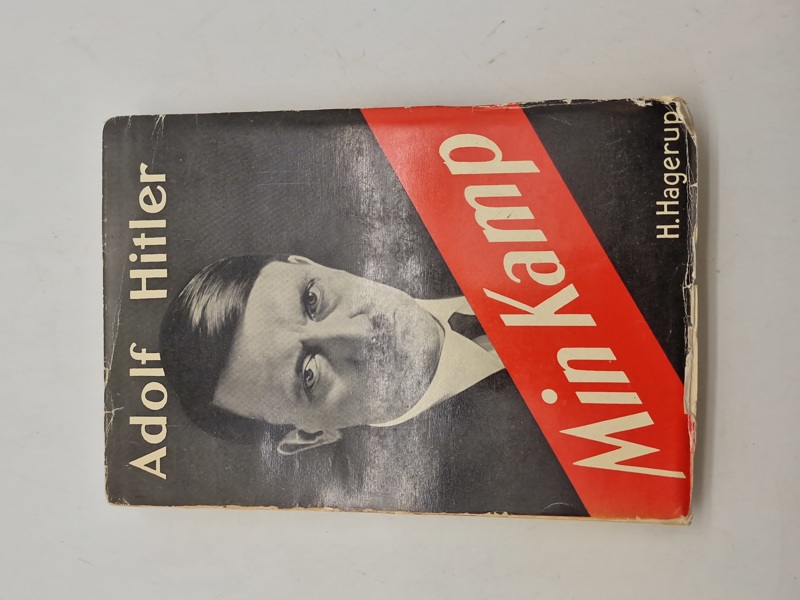 Adolf Hitler
Min Kamp
H. Hagerup